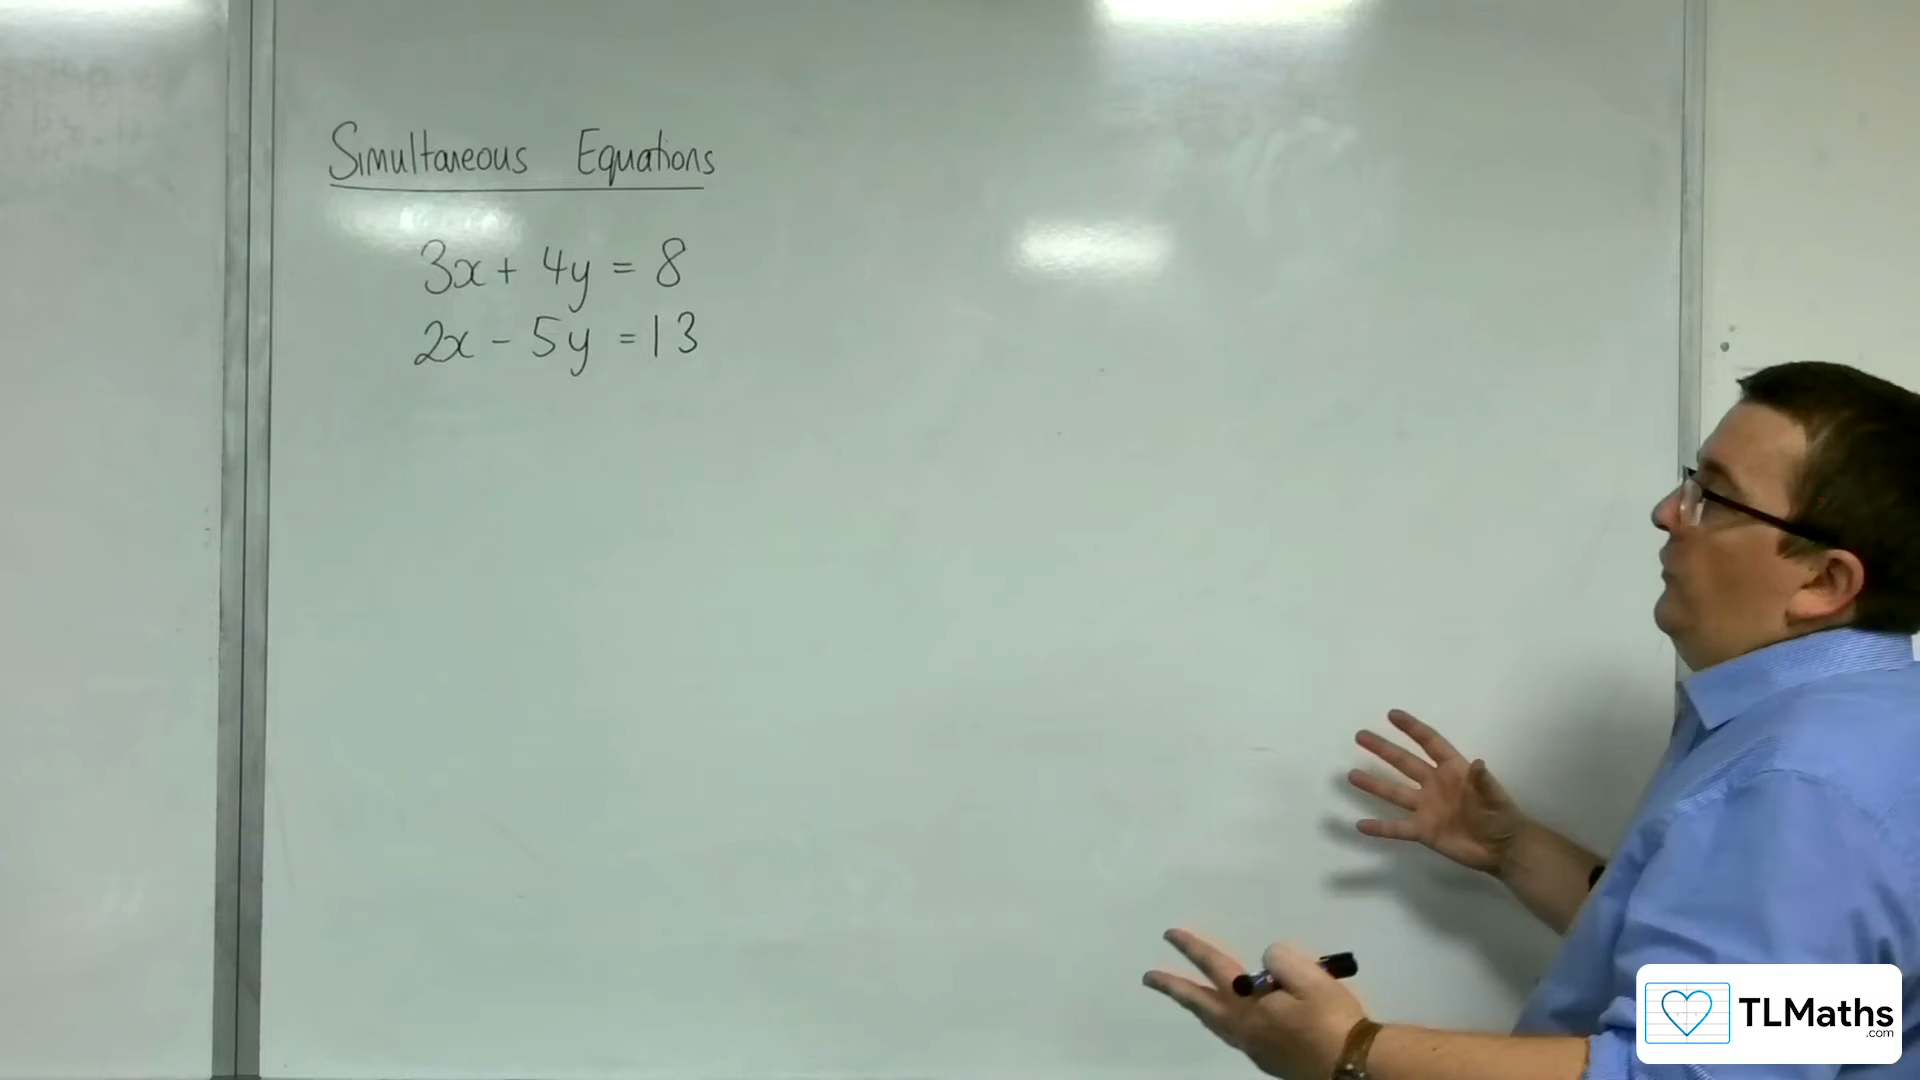 Simultaneous Equations
3x + 4y = 8
2x - 5y = 13
TLMaths
.com